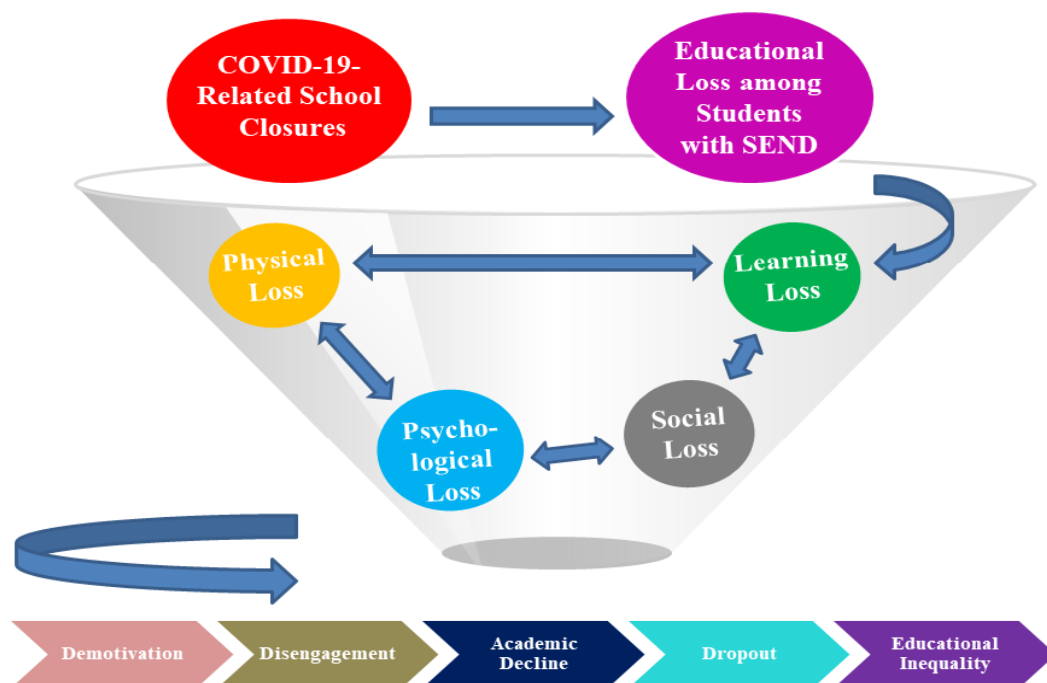 COVID-19-
Related School
Closures
Educational
Loss among
Students
with SEND
Physical
Loss
Learning
Loss
Psycho-
logical
Loss
Social
Loss
Demotivation
Disengagement
Academic
Decline
Dropout
Educational
Inequality